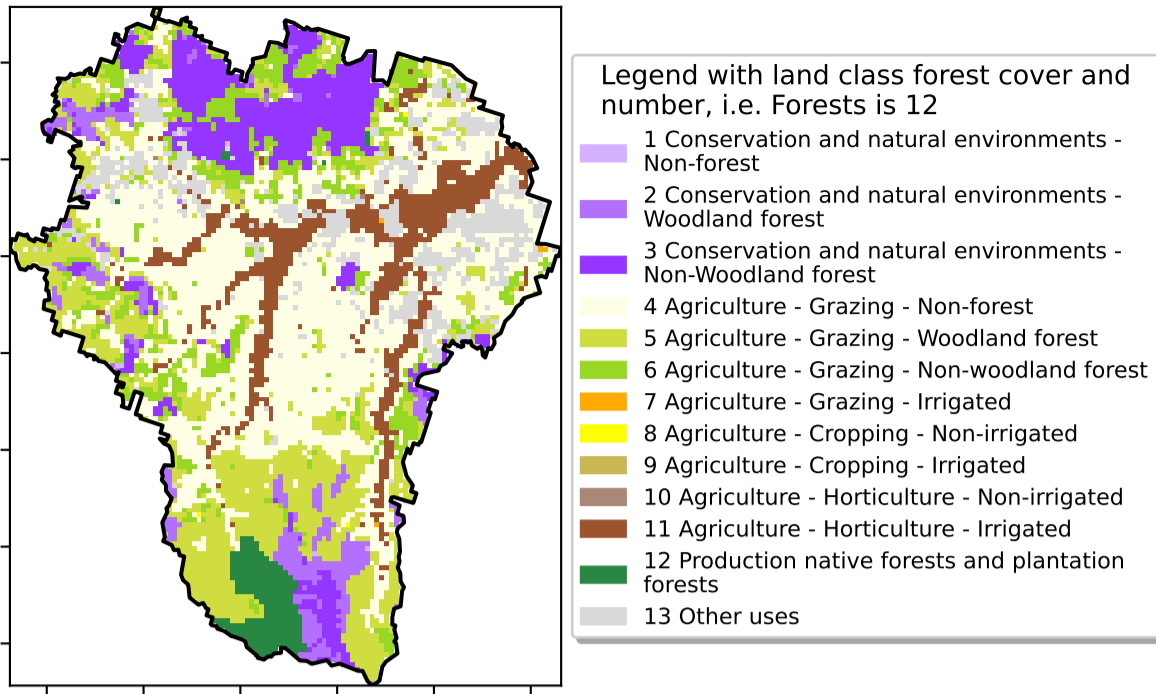 Legend with land class forest cover and
number, i.e. Forests is 12
1 Conservation and natural environments -
Non-forest
2 Conservation and natural environments -
Woodland forest
3 Conservation and natural environments -
Non-Woodland forest
4 Agriculture - Grazing - Non-forest
5 Agriculture - Grazing - Woodland forest
6 Agriculture - Grazing - Non-woodland forest
7 Agriculture - Grazing - Irrigated
8 Agriculture - Cropping - Non-irrigated
9 Agriculture - Cropping - Irrigated
10 Agriculture - Horticulture - Non-irrigated
11 Agriculture - Horticulture - Irrigated
12 Production native forests and plantation
forests
13 Other uses